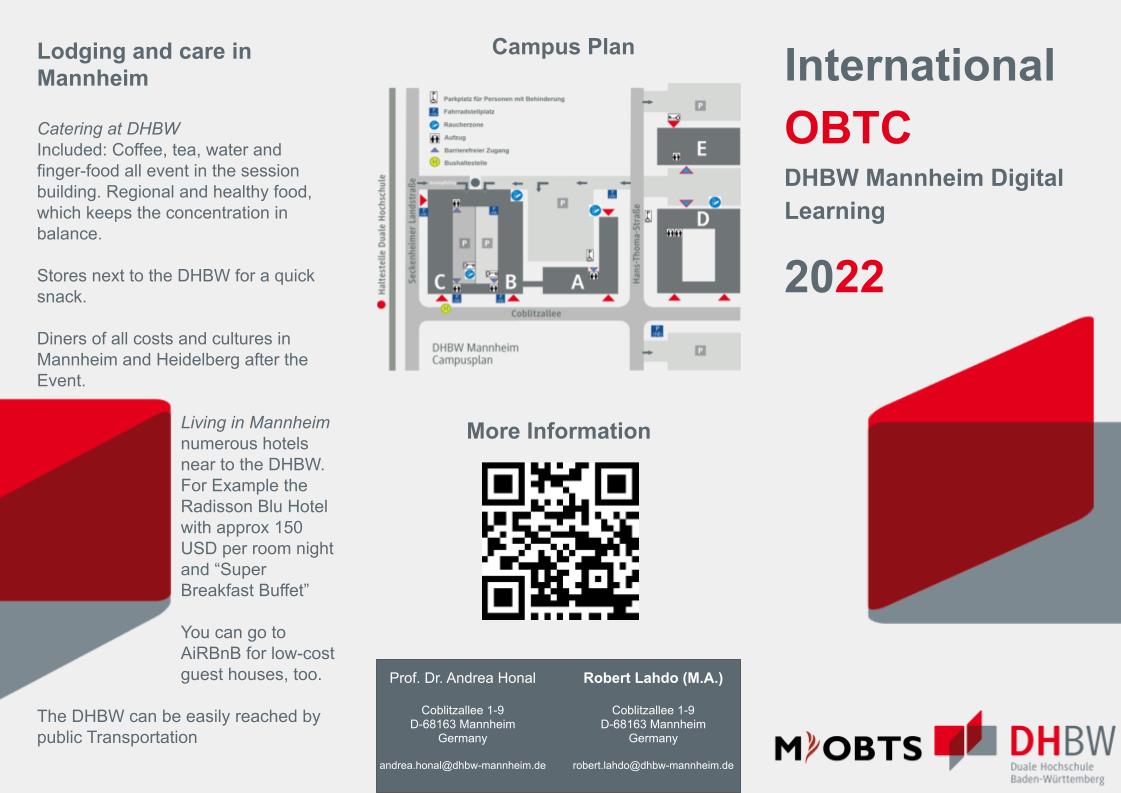 Lodging and care in
Mannheim
Catering at DHBW
Included: Coffee, tea, water and
finger-food all event in the session
building. Regional and healthy food,
which keeps the concentration in
balance.
Stores next to the DHBW for a quick
snack.
Diners of all costs and cultures in
Mannheim and Heidelberg after the
Event.
Living in Mannheim
numerous hotels
near to the DHBW.
For Example the
Radisson Blu Hotel
with approx 150
USD per room night
and “Super
Breakfast Buffet”
You can go to
AiRBnB for low-cost
guest houses, too.
The DHBW can be easily reached by
public Transportation
Campus Plan
Parkplatz für Personen mit Behinderung
Fahrradstellplatz
Raucherzone
Aufzug
Barrierefreier Zugang
H Bushaltestelle
Haltestelle Duale Hochschule
Seckenheimer Landstraße
Hans-Thoma-Straße
P
E
P
D
P
P
C
B
A
H
Coblitzallee
P
DHBW Mannheim
Campusplan
More Information
Prof. Dr. Andrea Honal
Coblitzallee 1-9
D-68163 Mannheim
Germany
andrea.honal@dhbw-mannheim.de
Robert Lahdo (M.A.)
Coblitzallee 1-9
D-68163 Mannheim
Germany
robert.lahdo@dhbw-mannheim.de
International
OBTC
DHBW Mannheim Digital
Learning
2022
M OBTS
DHBW
Duale Hochschule
Baden-Württemberg